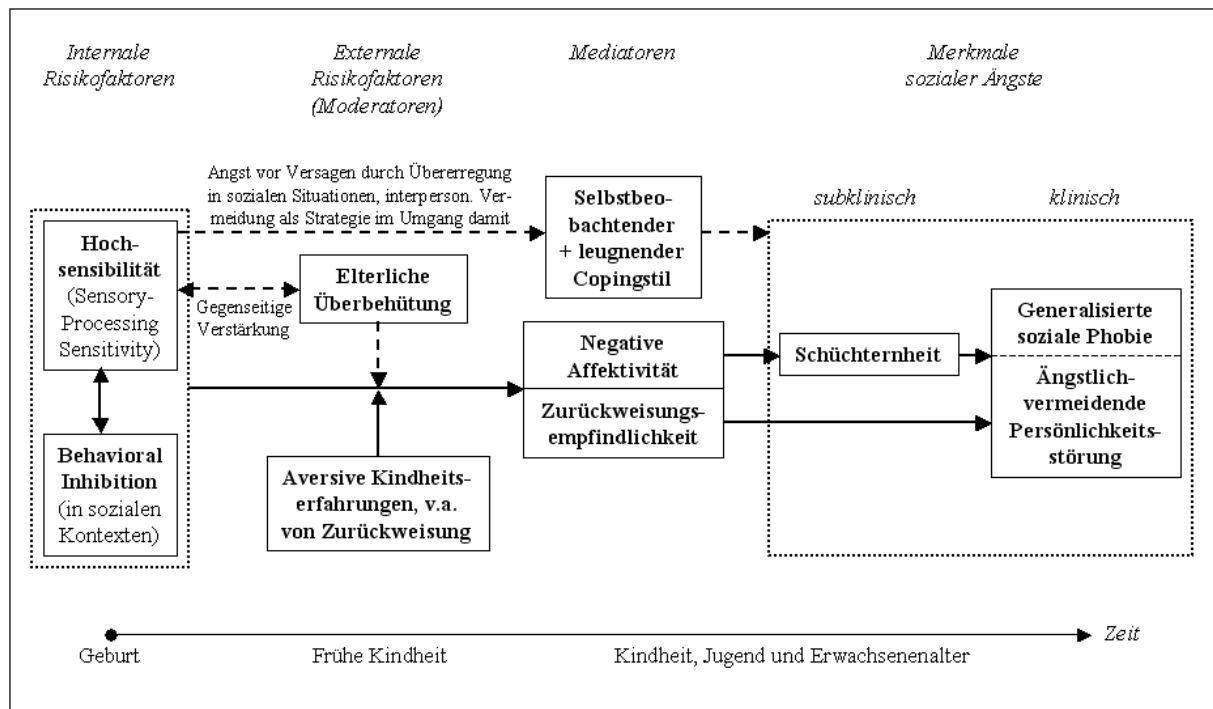 Internale
Risikofaktoren
Externale
Risikofaktoren
(Moderatoren)
Mediatoren
Merkmale
sozialer Ängste
Angst vor Versagen durch Übererregung
in sozialen Situationen, interperson. Ver-
meidung als Strategie im Umgang damit
Selbstbeo-
bachtender
+ leugnender
Copingstil
subklinisch
klinisch
Hoch-
sensibilität
(Sensory-
Processing
Sensitivity)
Gegenseitige
Verstärkung
Elterliche
Überbehütung
Negative
Affektivität
Zurückweisungs-
empfindlichkeit
Schüchternheit
Generalisierte
soziale Phobie
Ängstlich-
vermeidende
Persönlichkeits-
störung
Behavioral
Inhibition
(in sozialen
Kontexten)
Aversive Kindheits-
erfahrungen, v.a.
von Zurückweisung
Zeit
Geburt
Frühe Kindheit
Kindheit, Jugend und Erwachsenenalter